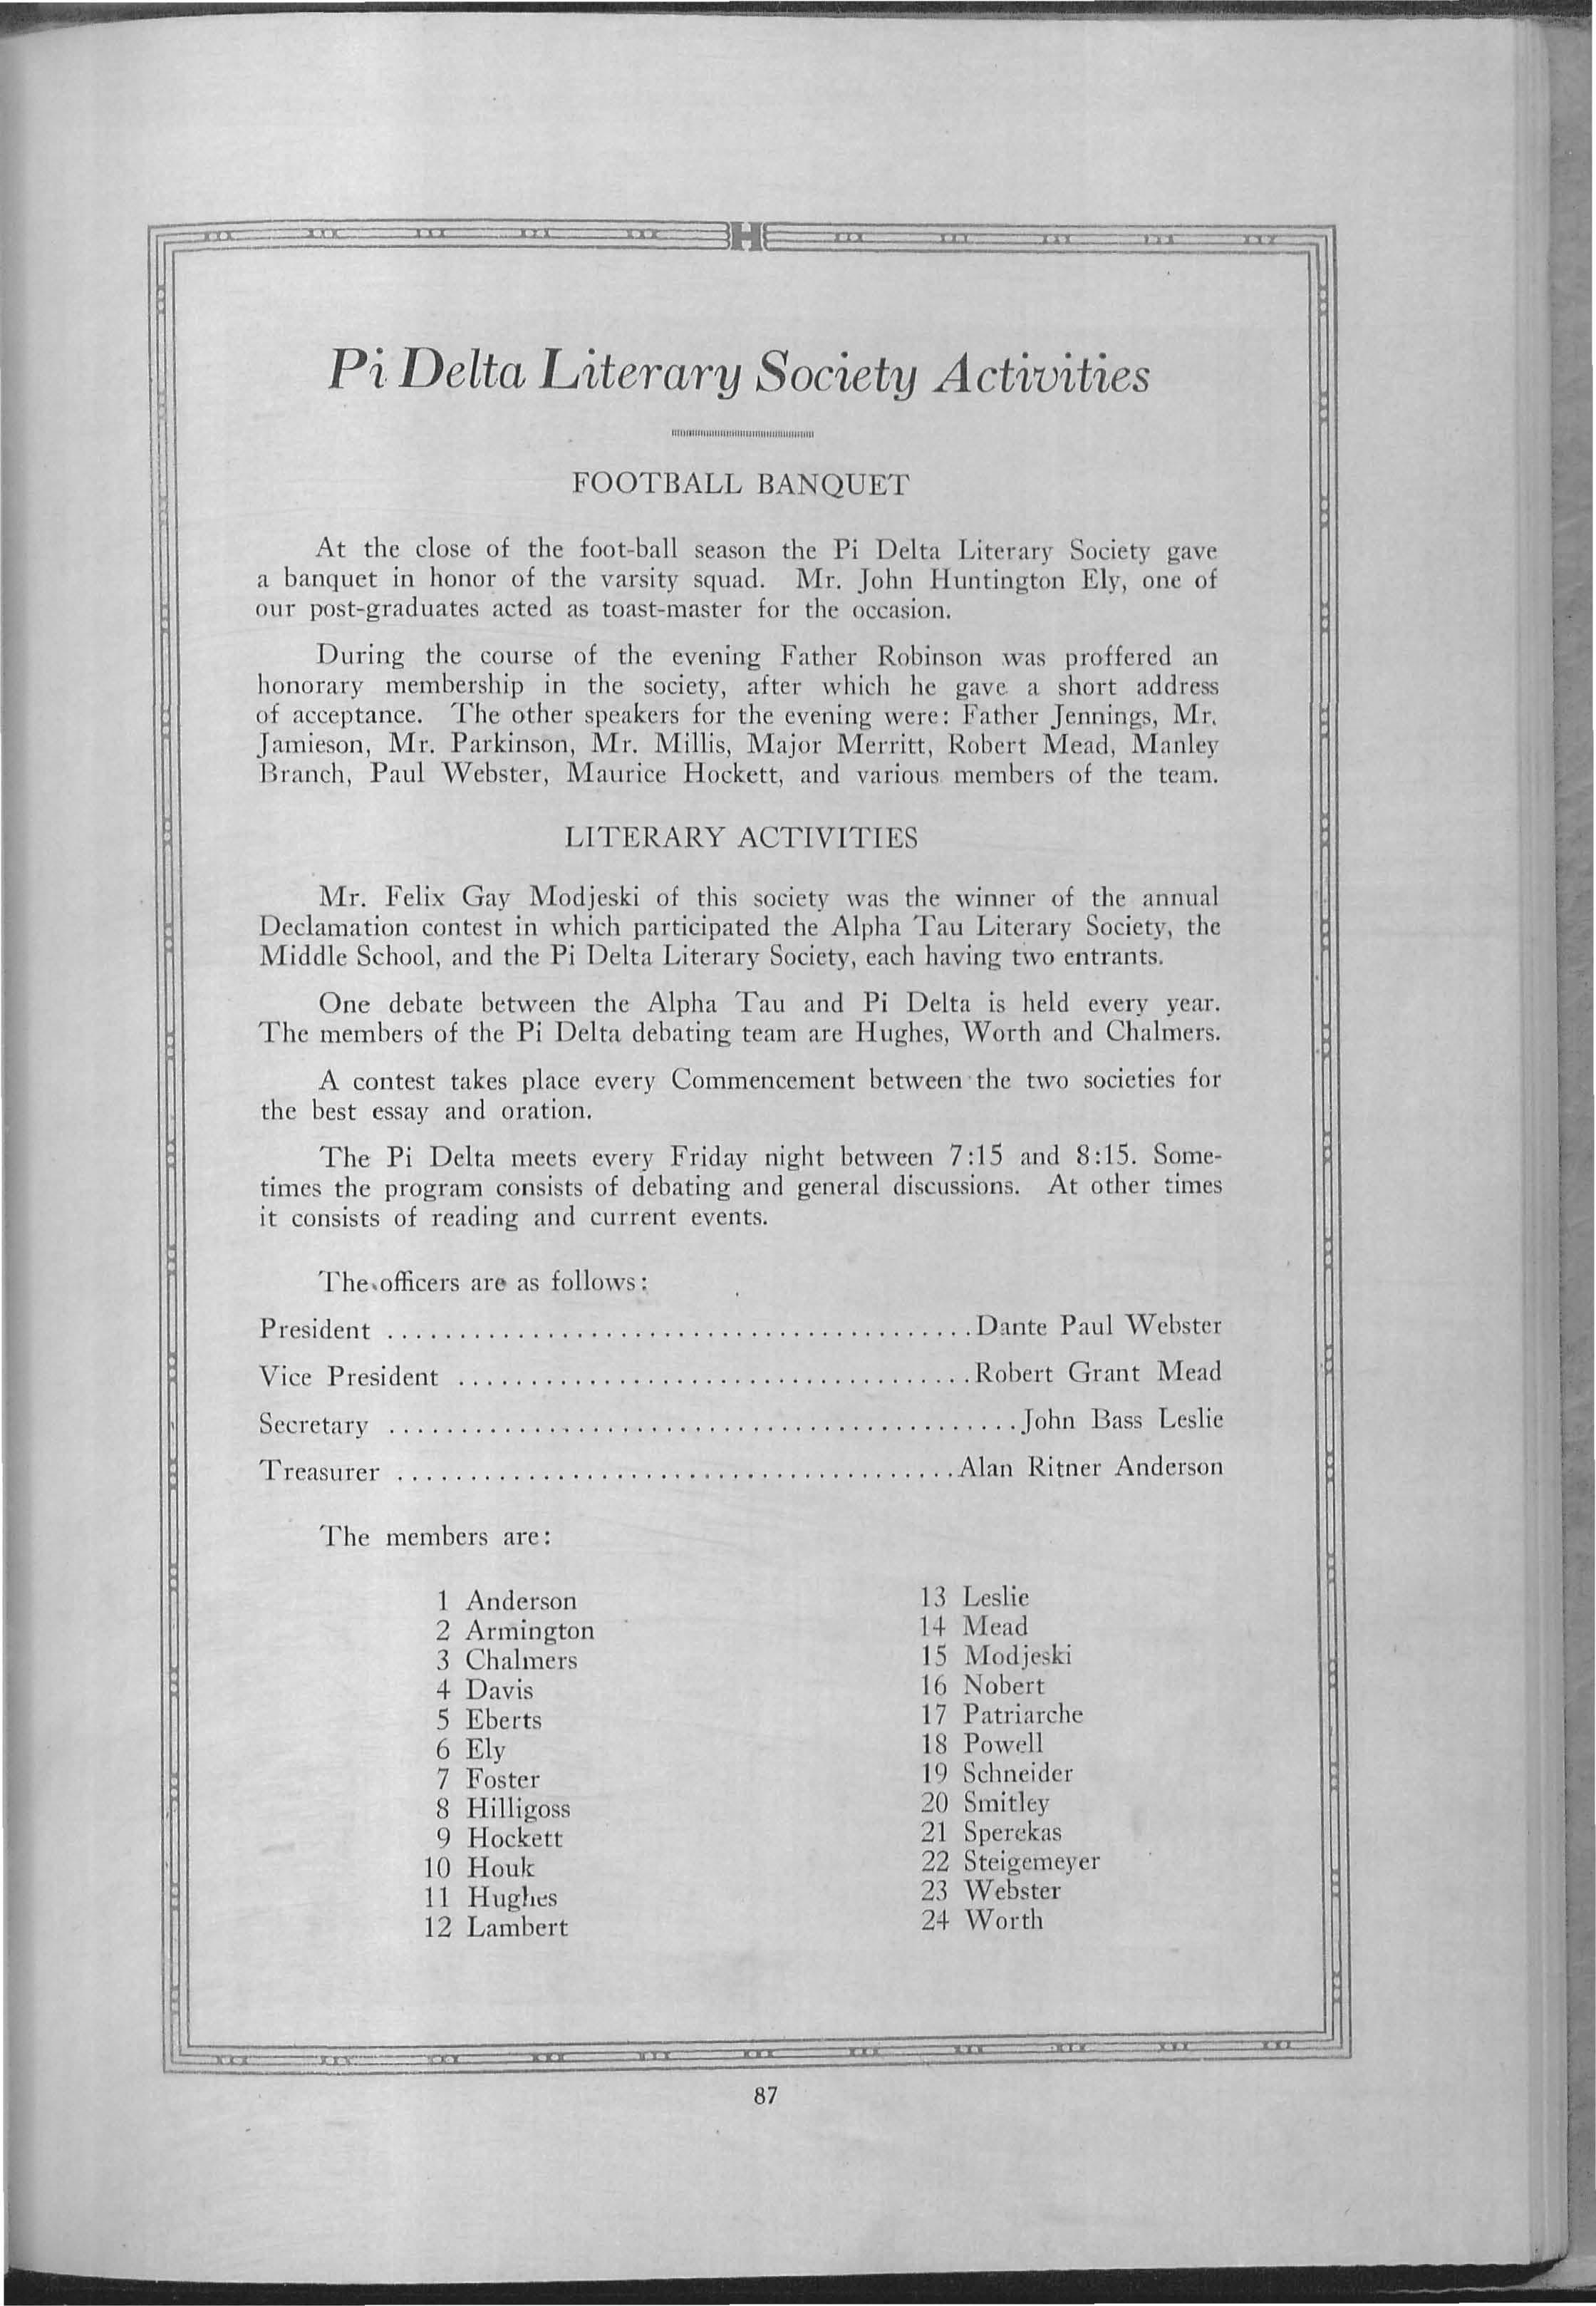 H
Pi Delta Literary Society Activities
FOOTBALL BANQUET
At the close of the foot-ball season the Pi Delta Literary Society gave
a banquet in honor of the varsity squad. Mr. John Huntington Ely, one of
our post-graduates acted as toast-master for the occasion.
During the course of the evening Father Robinson was proffered an
honorary membership in the society, after which he gave a short address
of acceptance. The other speakers for the evening were: Father Jennings, Mr.
Jamieson, Mr. Parkinson, Mr. Millis, Major Merritt, Robert Mead, Manley
Branch, Paul Webster, Maurice Hockett, and various members of the team.
LITERARY ACTIVITIES
Mr. Felix Gay Modjeski of this society was the winner of the annual
Declamation contest in which participated the Alpha Tau Literary Society, the
Middle School, and the Pi Delta Literary Society, each having two entrants.
One debate between the Alpha Tau and Pi Delta is held every year.
The members of the Pi Delta debating team are Hughes, Worth and Chalmers.
A contest takes place every Commencement between the two societies for
the best essay and oration.
The Pi Delta meets every Friday night between 7:15 and 8:15. Some-
times the program consists of debating and general discussions. At other times
it consists of reading and current events.
The officers are as follows:
President ......................................... Dante Paul Webster
Vice President .................................... Robert Grant Mead
Secretary ............................................ John Bass Leslie
Treasurer ....................................... Alan Ritner Anderson
The members are:
1 Anderson
2 Armington
3 Chalmers
4 Davis
5 Eberts
6 Ely
7 Foster
8 Hilligoss
9 Hockett
10 Houk
11 Hughes
12 Lambert
13 Leslie
14 Mead
15 Modjeski
16 Nobert
17 Patriarche
18 Powell
19 Schneider
20 Smitley
21 Sperekas
22 Steigemeyer
23 Webster
24 Worth
87